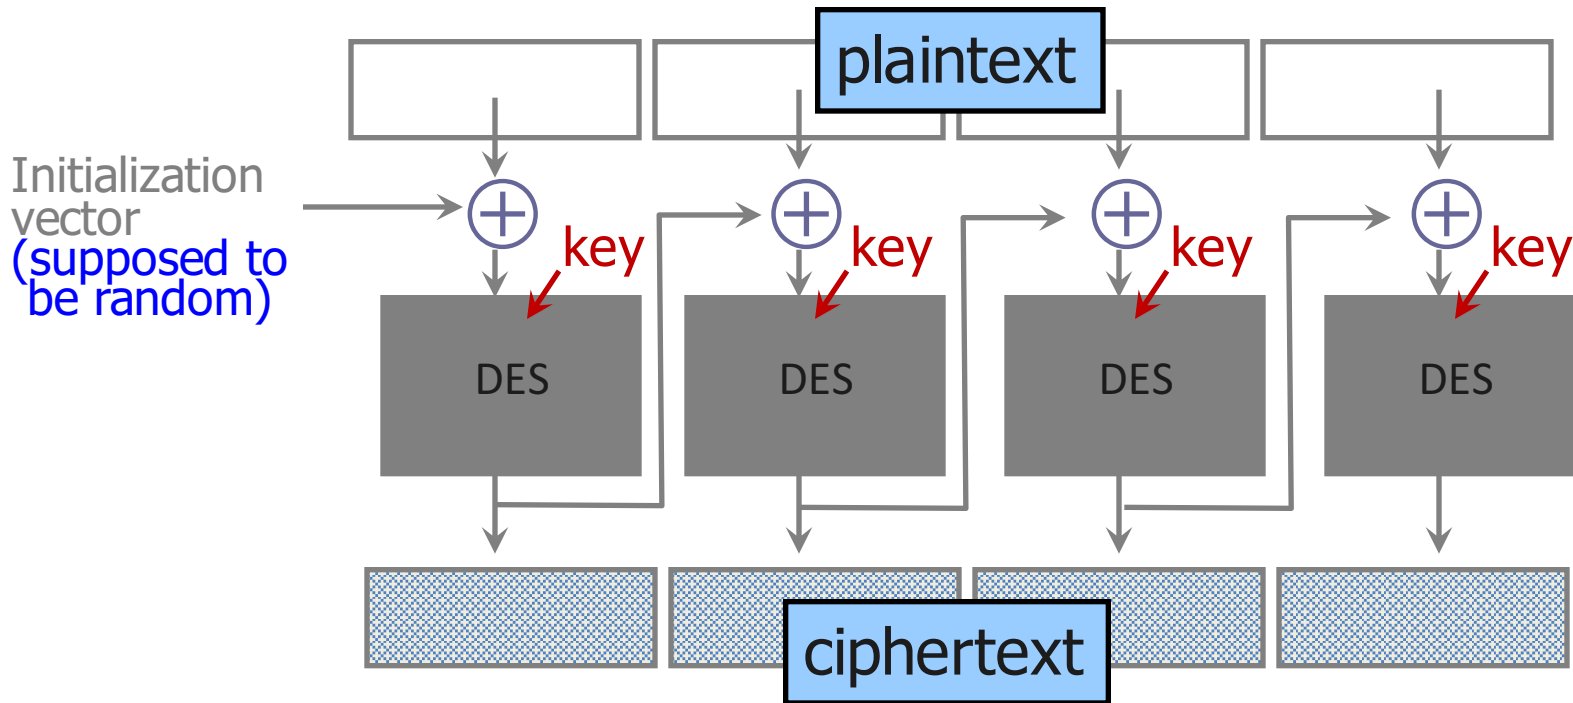 plaintext
Initialization
vector
(supposed to
be random)
key
key
key
key
DES
DES
DES
DES
ciphertext